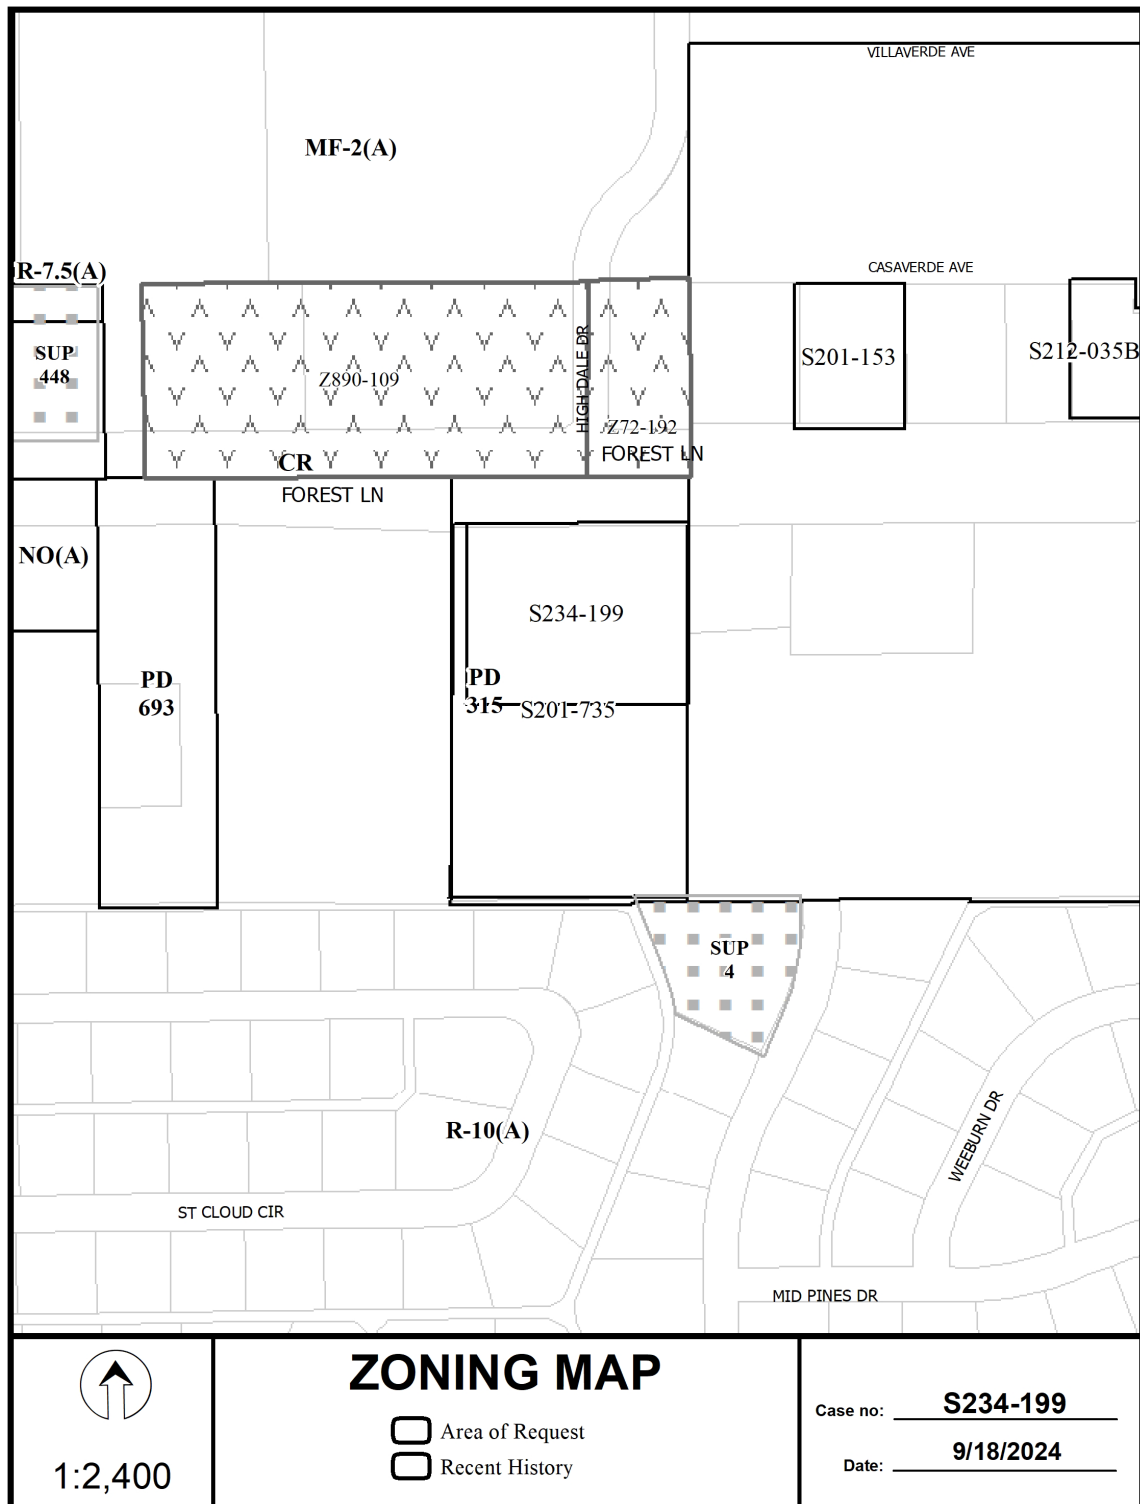 VILLAVERDE AVE
MF-2(A)
R-7.5(A)
CASAVERDE AVE
SUP
448
Z890-109
HIGH DALE DR
Z72-192
FOREST LN
S201-153
S212-035B
CR
FOREST LN
NO(A)
S234-199
PD
693
PD
315
S201-735
SUP
4
R-10(A)
WEEBURN DR
ST CLOUD CIR
MID PINES DR
1:2,400
ZONING MAP
Area of Request
Recent History
Case no: S234-199
Date: 9/18/2024